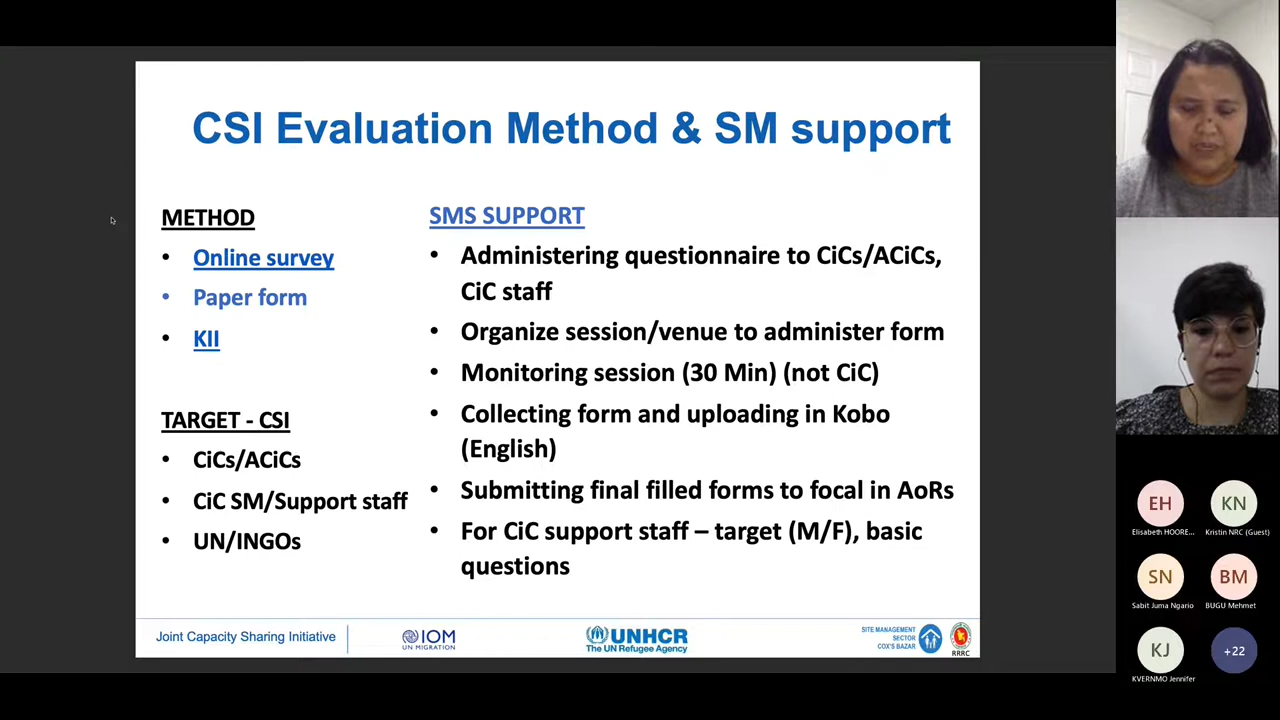 CSI Evaluation Method & SM support
METHOD
• Online survey
• Paper form
• KII
TARGET - CSI
• CiCs/ACiCs
• CiC SM/Support staff
• UN/INGOs
SMS SUPPORT
• Administering questionnaire to CiCs/ACiCs,
CiC staff
• Organize session/venue to administer form
• Monitoring session (30 Min) (not CiC)
• Collecting form and uploading in Kobo
(English)
• Submitting final filled forms to focal in AoRs
• For CiC support staff – target (M/F), basic
questions
Joint Capacity Sharing Initiative
IOM
UN MIGRATION
UNHCR
The UN Refugee Agency
SITE MANAGEMENT
SECTOR
COX'S BAZAR
RRRC
EH
Elisabeth HOORE...
KN
Kristin NRC (Guest)
SN
Sabit Juma Ngario
BM
BUGU Mehmet
KJ
KVERNMO Jennifer
+22